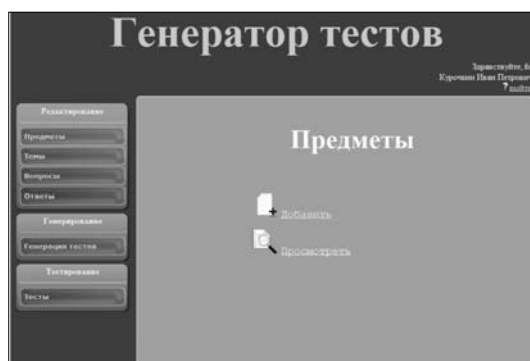 Генератор тестов
Здравствуйте,
Курочкин Иван Петрович
? выйти
Редактирование
Предметы
Темы
Вопросы
Ответы
Генерирование
Генерация тестов
Тестирование
Тесты
Предметы
Добавить
Просмотреть